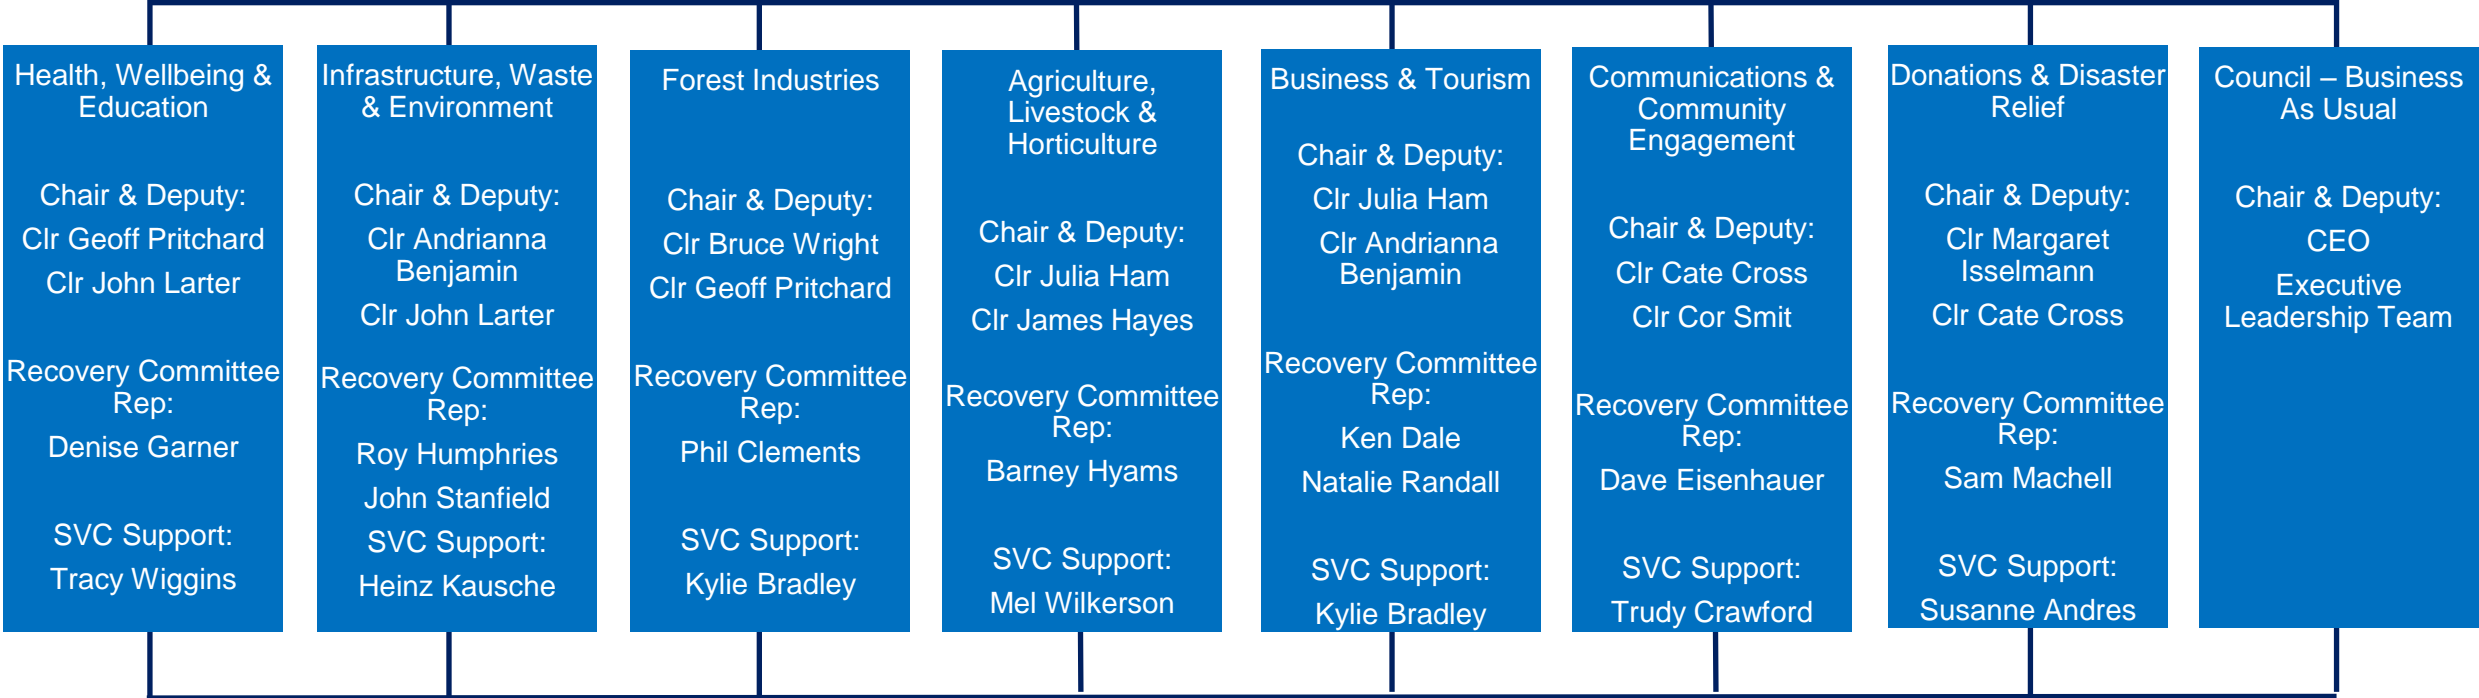 Health, Wellbeing &
Education
Chair & Deputy:
Clr Geoff Pritchard
Clr John Larter
Recovery Committee
Rep:
Denise Garner
SVC Support:
Tracy Wiggins
Infrastructure, Waste
& Environment
Chair & Deputy:
Clr Andrianna
Benjamin
Clr John Larter
Recovery Committee
Rep:
Roy Humphries
John Stanfield
SVC Support:
Heinz Kausche
Forest Industries
Chair & Deputy:
Clr Bruce Wright
Clr Geoff Pritchard
Recovery Committee
Rep:
Phil Clements
SVC Support:
Kylie Bradley
Agriculture,
Livestock &
Horticulture
Chair & Deputy:
Clr Julia Ham
Clr James Hayes
Recovery Committee
Rep:
Barney Hyams
SVC Support:
Mel Wilkerson
Business & Tourism
Chair & Deputy:
Clr Julia Ham
Clr Andrianna
Benjamin
Recovery Committee
Rep:
Ken Dale
Natalie Randall
SVC Support:
Kylie Bradley
Communications &
Community
Engagement
Chair & Deputy:
Clr Cate Cross
Clr Cor Smit
Recovery Committee
Rep:
Dave Eisenhauer
SVC Support:
Trudy Crawford
Donations & Disaster
Relief
Chair & Deputy:
Clr Margaret
Isselmann
Clr Cate Cross
Recovery Committee
Rep:
Sam Machell
SVC Support:
Susanne Andres
Council – Business
As Usual
Chair & Deputy:
CEO
Executive
Leadership Team